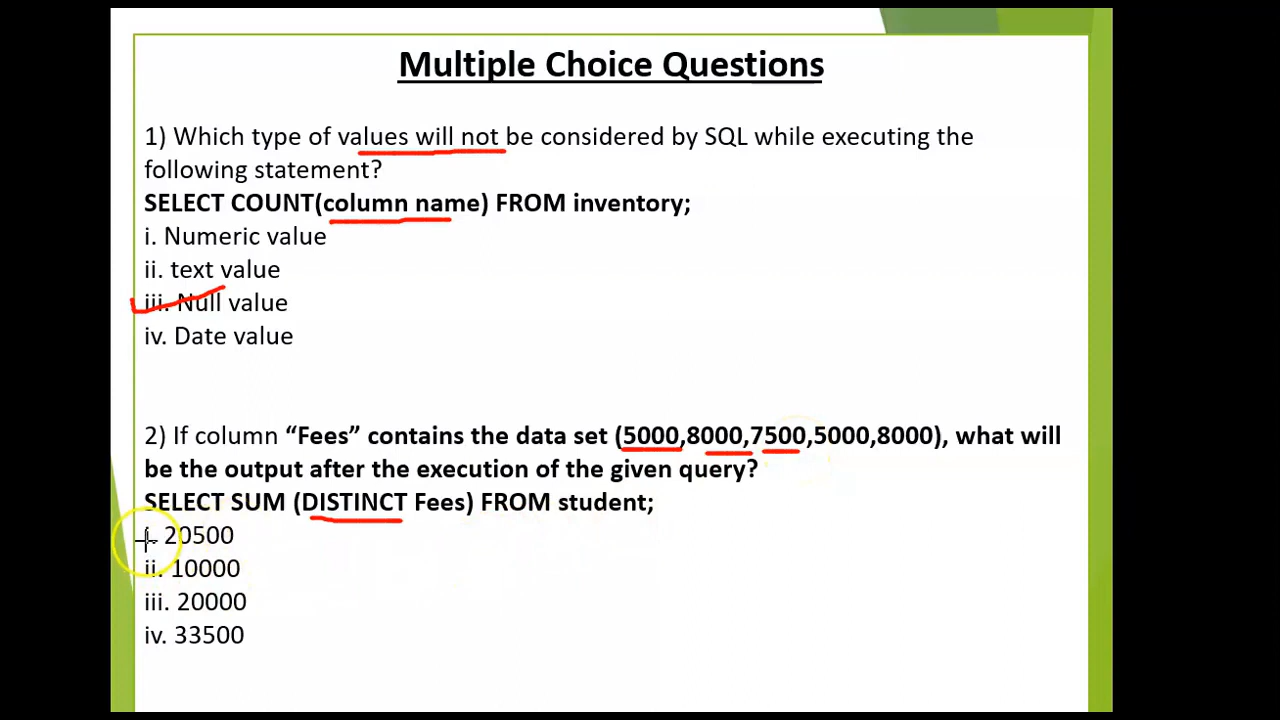 Multiple Choice Questions
1) Which type of values will not be considered by SQL while executing the
following statement?
SELECT COUNT(column name) FROM inventory;
i. Numeric value
ii. text value
iii. Null value
iv. Date value
2) If column “Fees” contains the data set (5000,8000,7500,5000,8000), what will
be the output after the execution of the given query?
SELECT SUM (DISTINCT Fees) FROM student;
i. 20500
ii. 10000
iii. 20000
iv. 33500